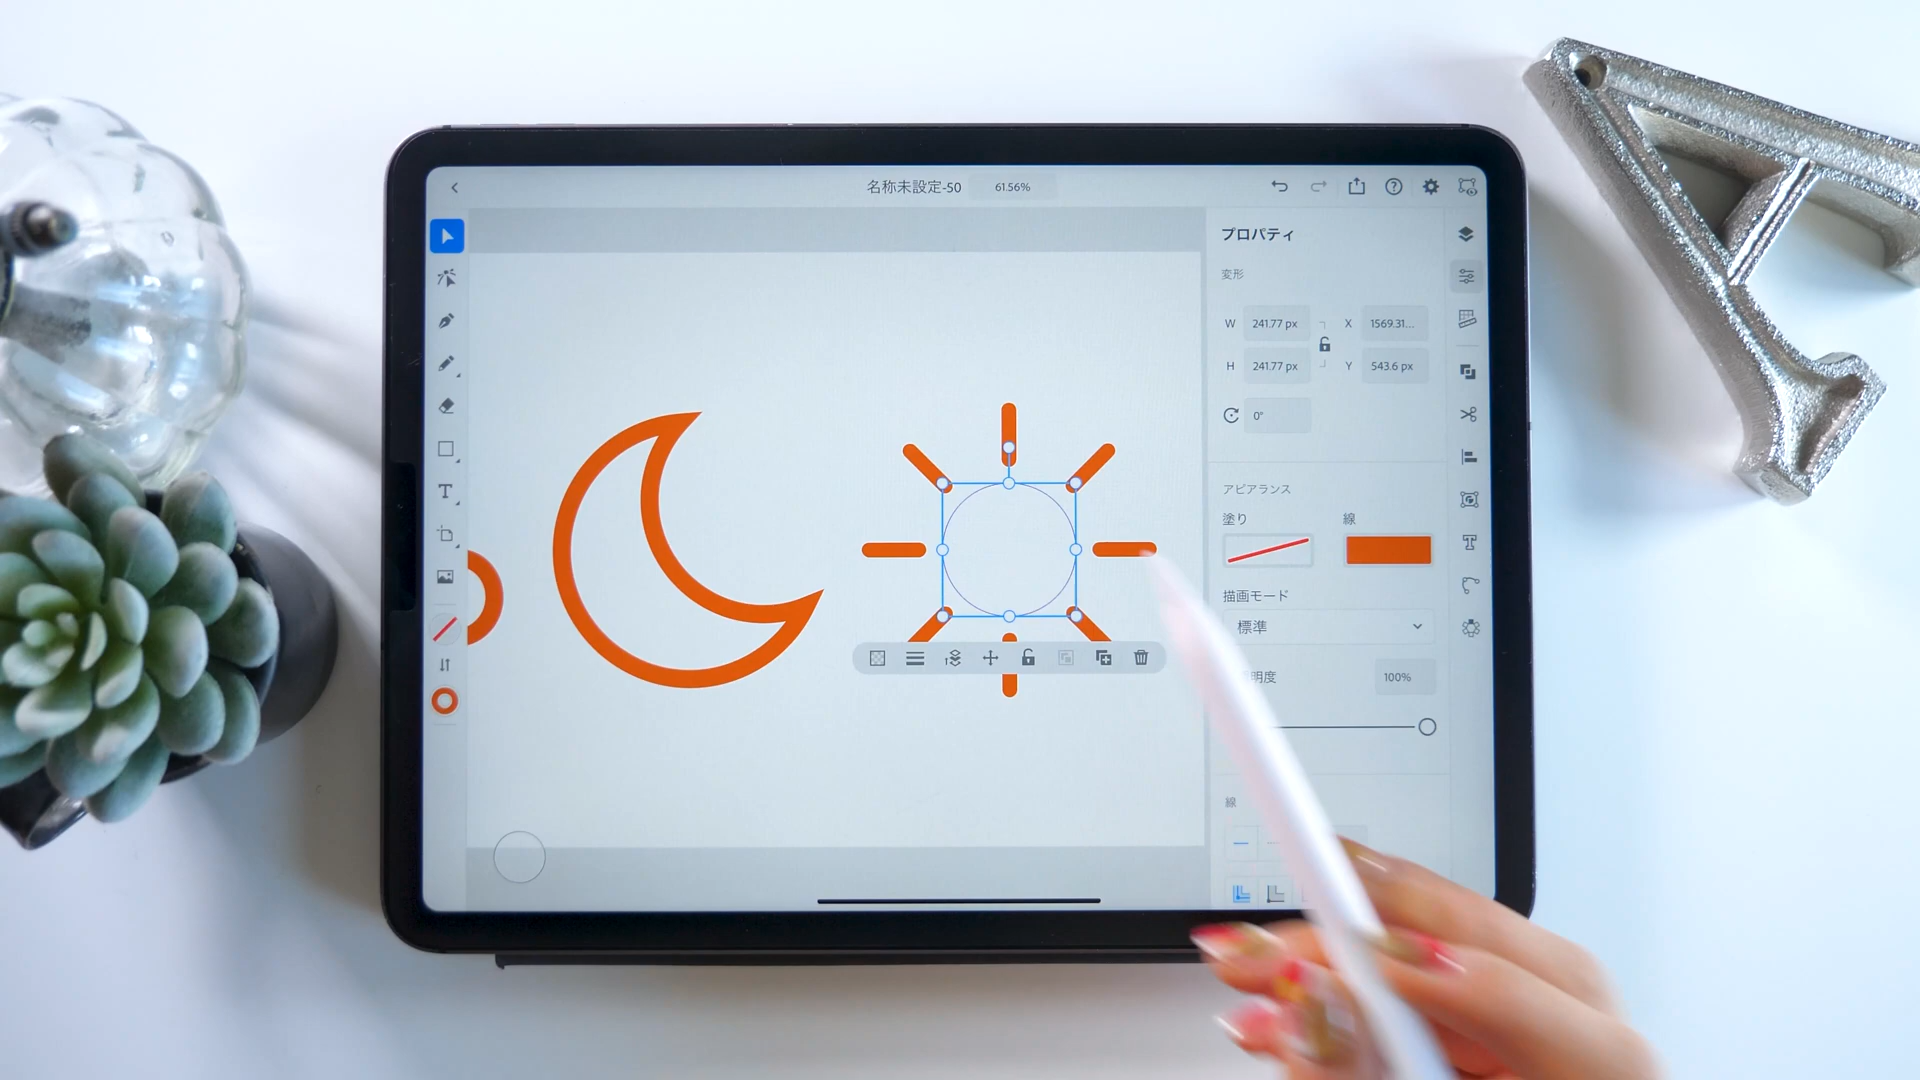 名称未設定-50 61.56%
プロパティ
変形
W 241.77 px X 1569.31...
H 241.77 px Y 543.6 px
0°
アピアランス
塗り 線
描画モード
標準
明度 100%
線
T
T
A